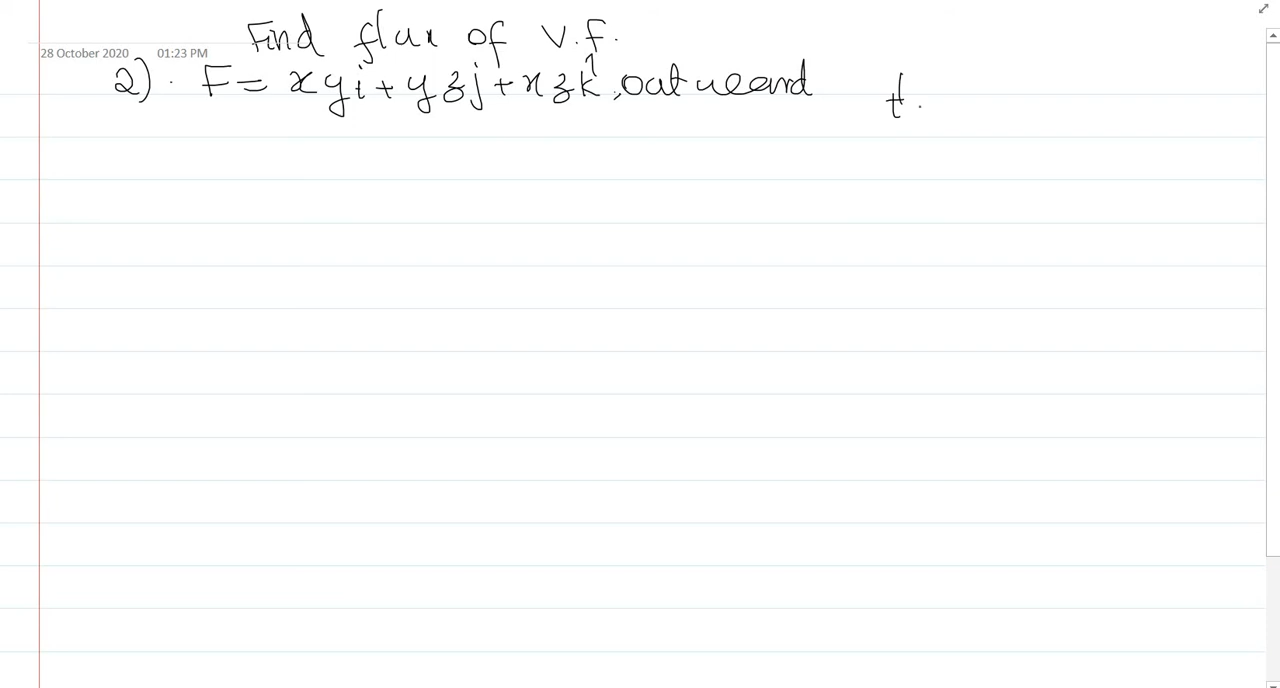 Find flux of V.F.
28 October 2020 01:23 PM
2). F = xyi + yzj + xzk̂, outward t.